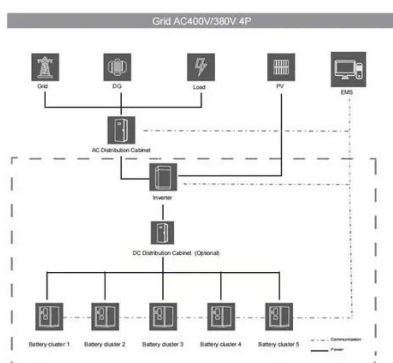 Grid AC400V/380V 4P
Grid DG Load PV EMS
AC Distribution Cabinet
Inverter
DC Distribution Cabinet (Optional)
Battery cluster 1 Battery cluster 2 Battery cluster 3 Battery cluster 4 Battery cluster 5
Communication
Power